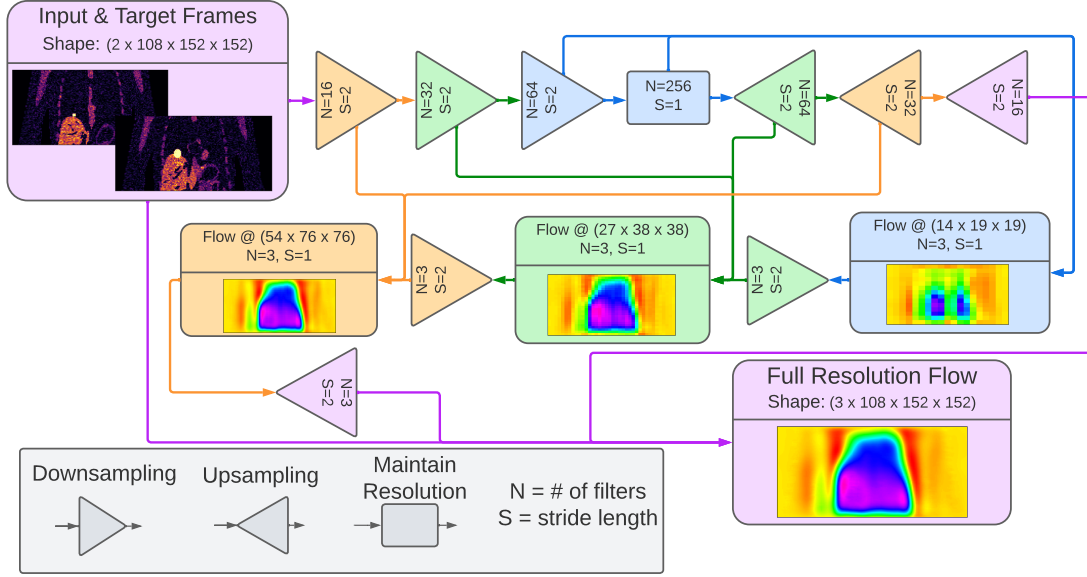 Input & Target Frames
Shape: (2 x 108 x 152 x 152)
N=16
S=2
N=32
S=2
N=64
S=2
N=256
S=1
N=64
S=2
N=32
S=2
N=16
S=2
Flow @ (54 x 76 x 76)
N=3, S=1
N=3
S=2
Flow @ (27 x 38 x 38)
N=3, S=1
N=3
S=2
Flow @ (14 x 19 x 19)
N=3, S=1
N=3
S=2
Full Resolution Flow
Shape: (3 x 108 x 152 x 152)
Downsampling
Upsampling
Maintain
Resolution
N = # of filters
S = stride length